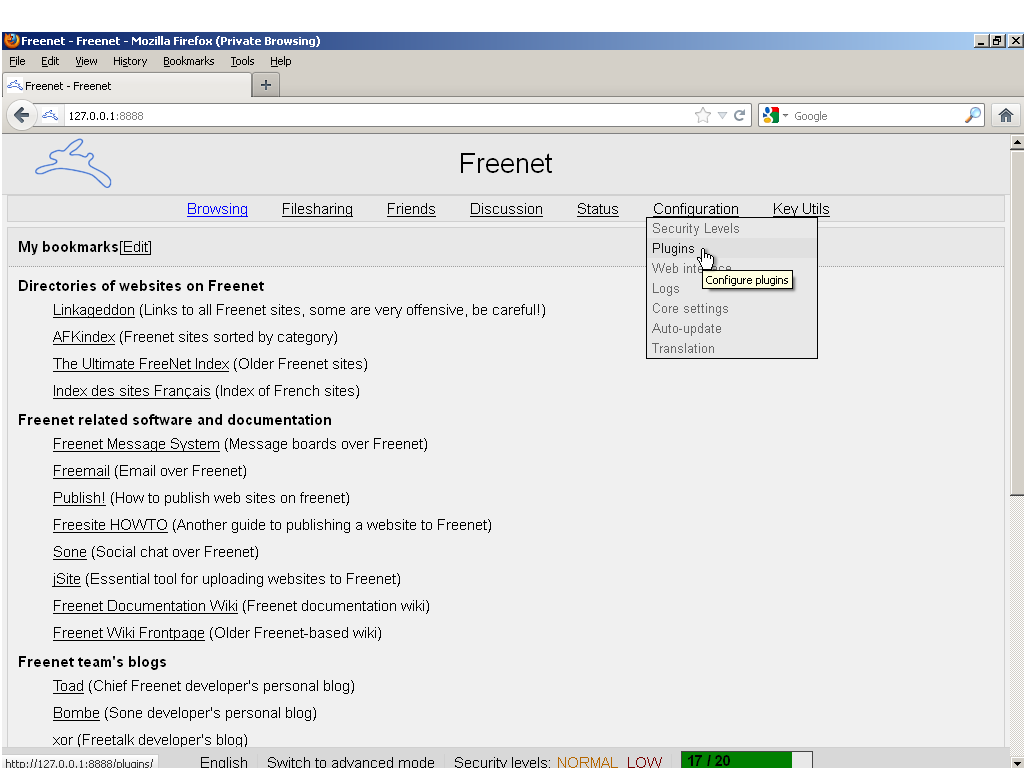 Freenet - Freenet - Mozilla Firefox (Private Browsing)
File Edit View History Bookmarks Tools Help
Freenet - Freenet
127.0.0.1:8888 Google
Freenet
Browsing Filesharing Friends Discussion Status Configuration Key Utils
Security Levels
Plugins
Web
Configure plugins
Logs
Core settings
Auto-update
Translation
My bookmarks[Edit]
Directories of websites on Freenet
Linkageddon (Links to all Freenet sites, some are very offensive, be careful!)
AFKindex (Freenet sites sorted by category)
The Ultimate FreeNet Index (Older Freenet sites)
Index des sites Français (Index of French sites)
Freenet related software and documentation
Freenet Message System (Message boards over Freenet)
Freemail (Email over Freenet)
Publish! (How to publish web sites on freenet)
Freesite HOWTO (Another guide to publishing a website to Freenet)
Sone (Social chat over Freenet)
jSite (Essential tool for uploading websites to Freenet)
Freenet Documentation Wiki (Freenet documentation wiki)
Freenet Wiki Frontpage (Older Freenet-based wiki)
Freenet team's blogs
Toad (Chief Freenet developer's personal blog)
Bombe (Sone developer's personal blog)
xor (Freetalk developer's blog)
http://127.0.0.1:8888/plugins/ English Switch to advanced mode Security levels: NORMAL LOW 17 / 20